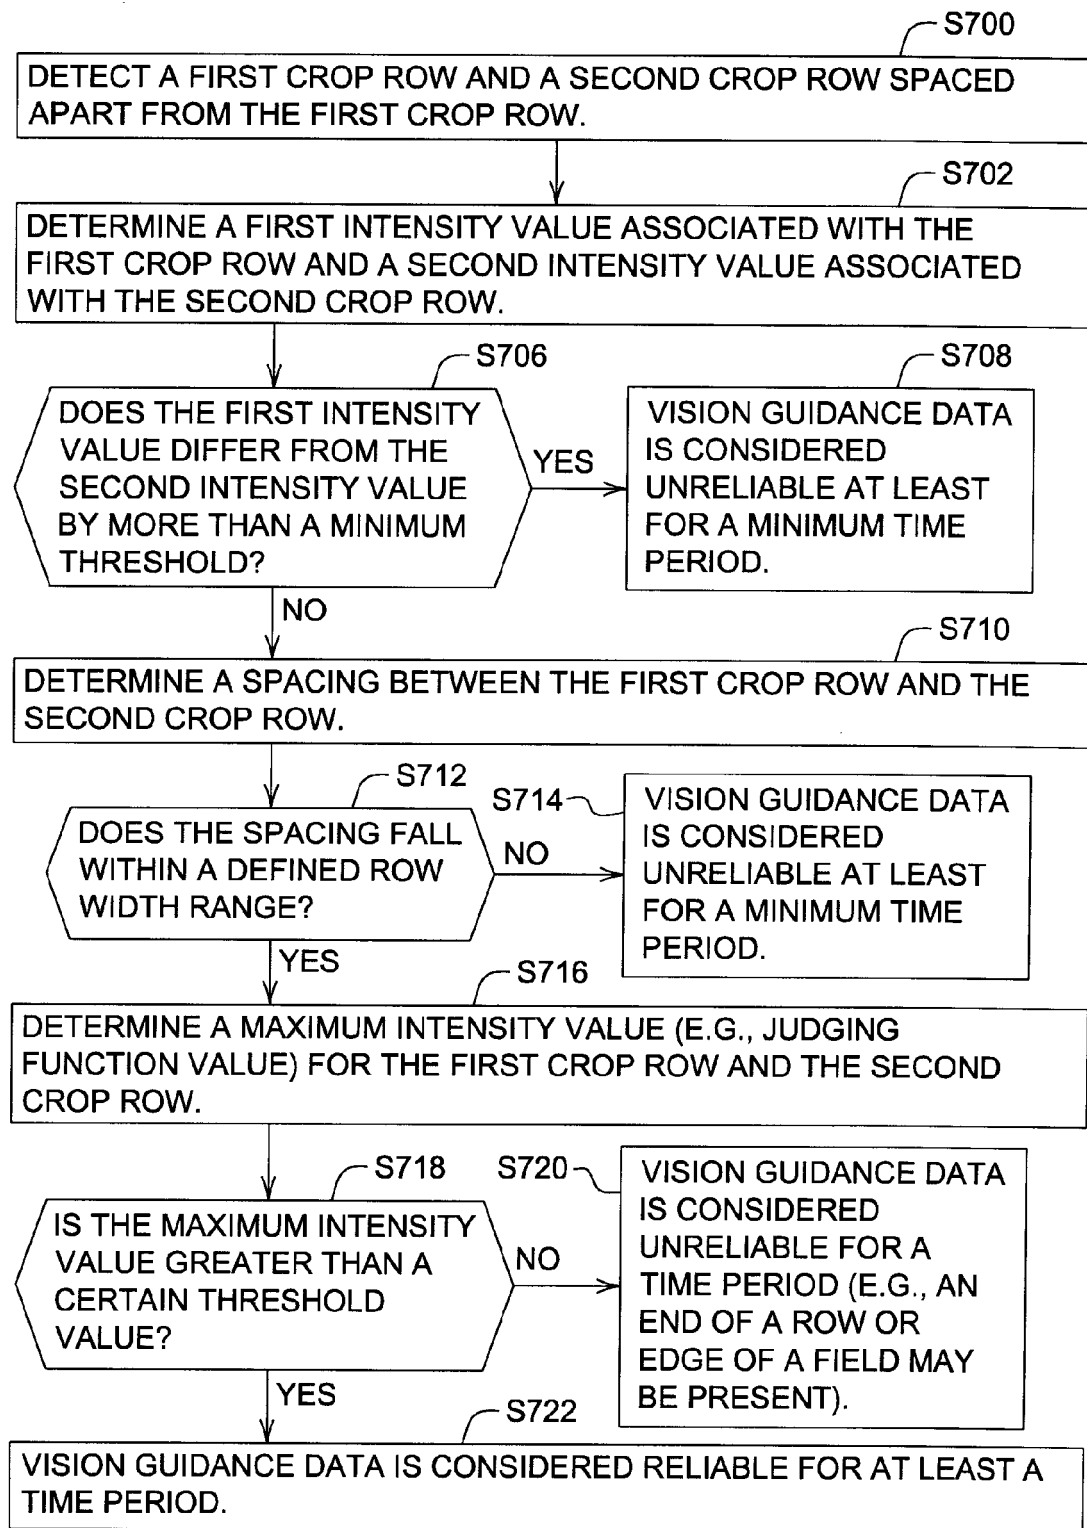 S700
DETECT A FIRST CROP ROW AND A SECOND CROP ROW SPACED
APART FROM THE FIRST CROP ROW.
S702
DETERMINE A FIRST INTENSITY VALUE ASSOCIATED WITH THE
FIRST CROP ROW AND A SECOND INTENSITY VALUE ASSOCIATED
WITH THE SECOND CROP ROW.
S706
DOES THE FIRST INTENSITY
VALUE DIFFER FROM THE
SECOND INTENSITY VALUE
BY MORE THAN A MINIMUM
THRESHOLD?
YES
S708
VISION GUIDANCE DATA
IS CONSIDERED
UNRELIABLE AT LEAST
FOR A MINIMUM TIME
PERIOD.
NO
S710
DETERMINE A SPACING BETWEEN THE FIRST CROP ROW AND THE
SECOND CROP ROW.
S712
DOES THE SPACING FALL
WITHIN A DEFINED ROW
WIDTH RANGE?
NO
S714
VISION GUIDANCE DATA
IS CONSIDERED
UNRELIABLE AT LEAST
FOR A MINIMUM TIME
PERIOD.
YES
S716
DETERMINE A MAXIMUM INTENSITY VALUE (E.G., JUDGING
FUNCTION VALUE) FOR THE FIRST CROP ROW AND THE SECOND
CROP ROW.
S718
IS THE MAXIMUM INTENSITY
VALUE GREATER THAN A
CERTAIN THRESHOLD
VALUE?
NO
S720
VISION GUIDANCE DATA
IS CONSIDERED
UNRELIABLE FOR A
TIME PERIOD (E.G., AN
END OF A ROW OR
EDGE OF A FIELD MAY
BE PRESENT).
YES
S722
VISION GUIDANCE DATA IS CONSIDERED RELIABLE FOR AT LEAST A
TIME PERIOD.